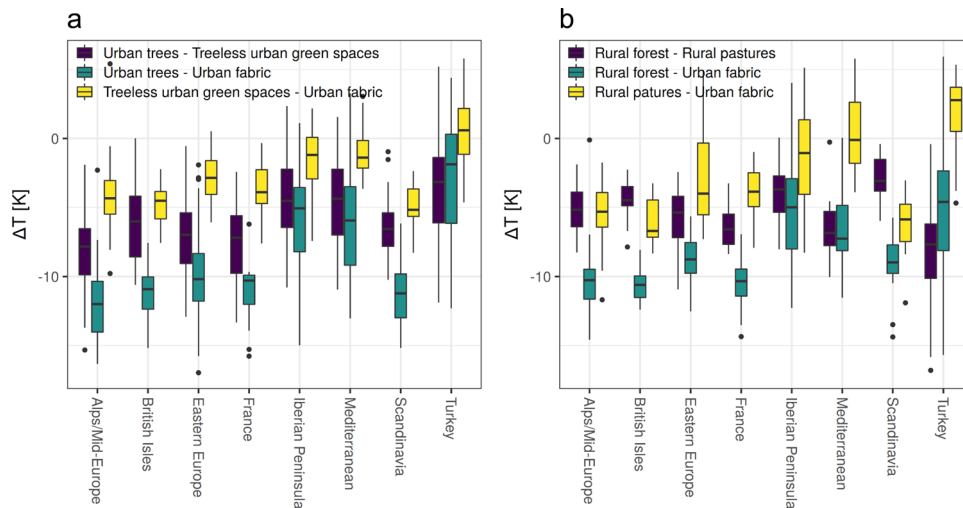 a
Urban trees - Treeless urban green spaces
Urban trees - Urban fabric
Treeless urban green spaces - Urban fabric
ΔT [K]
0
-10
Alps/Mid-Europe
British Isles
Eastern Europe
France
Iberian Peninsula
Mediterranean
Scandinavia
Turkey
b
Rural forest - Rural pastures
Rural forest - Urban fabric
Rural patures - Urban fabric
ΔT [K]
0
-10
Alps/Mid-Europe
British Isles
Eastern Europe
France
Iberian Peninsula
Mediterranean
Scandinavia
Turkey